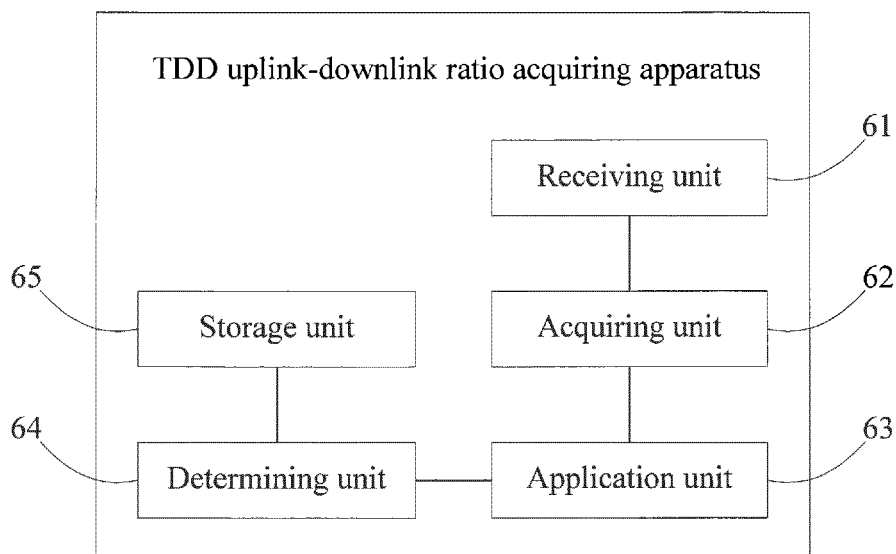 TDD uplink-downlink ratio acquiring apparatus
61
Receiving unit
65
62
Storage unit
Acquiring unit
64
63
Determining unit
Application unit